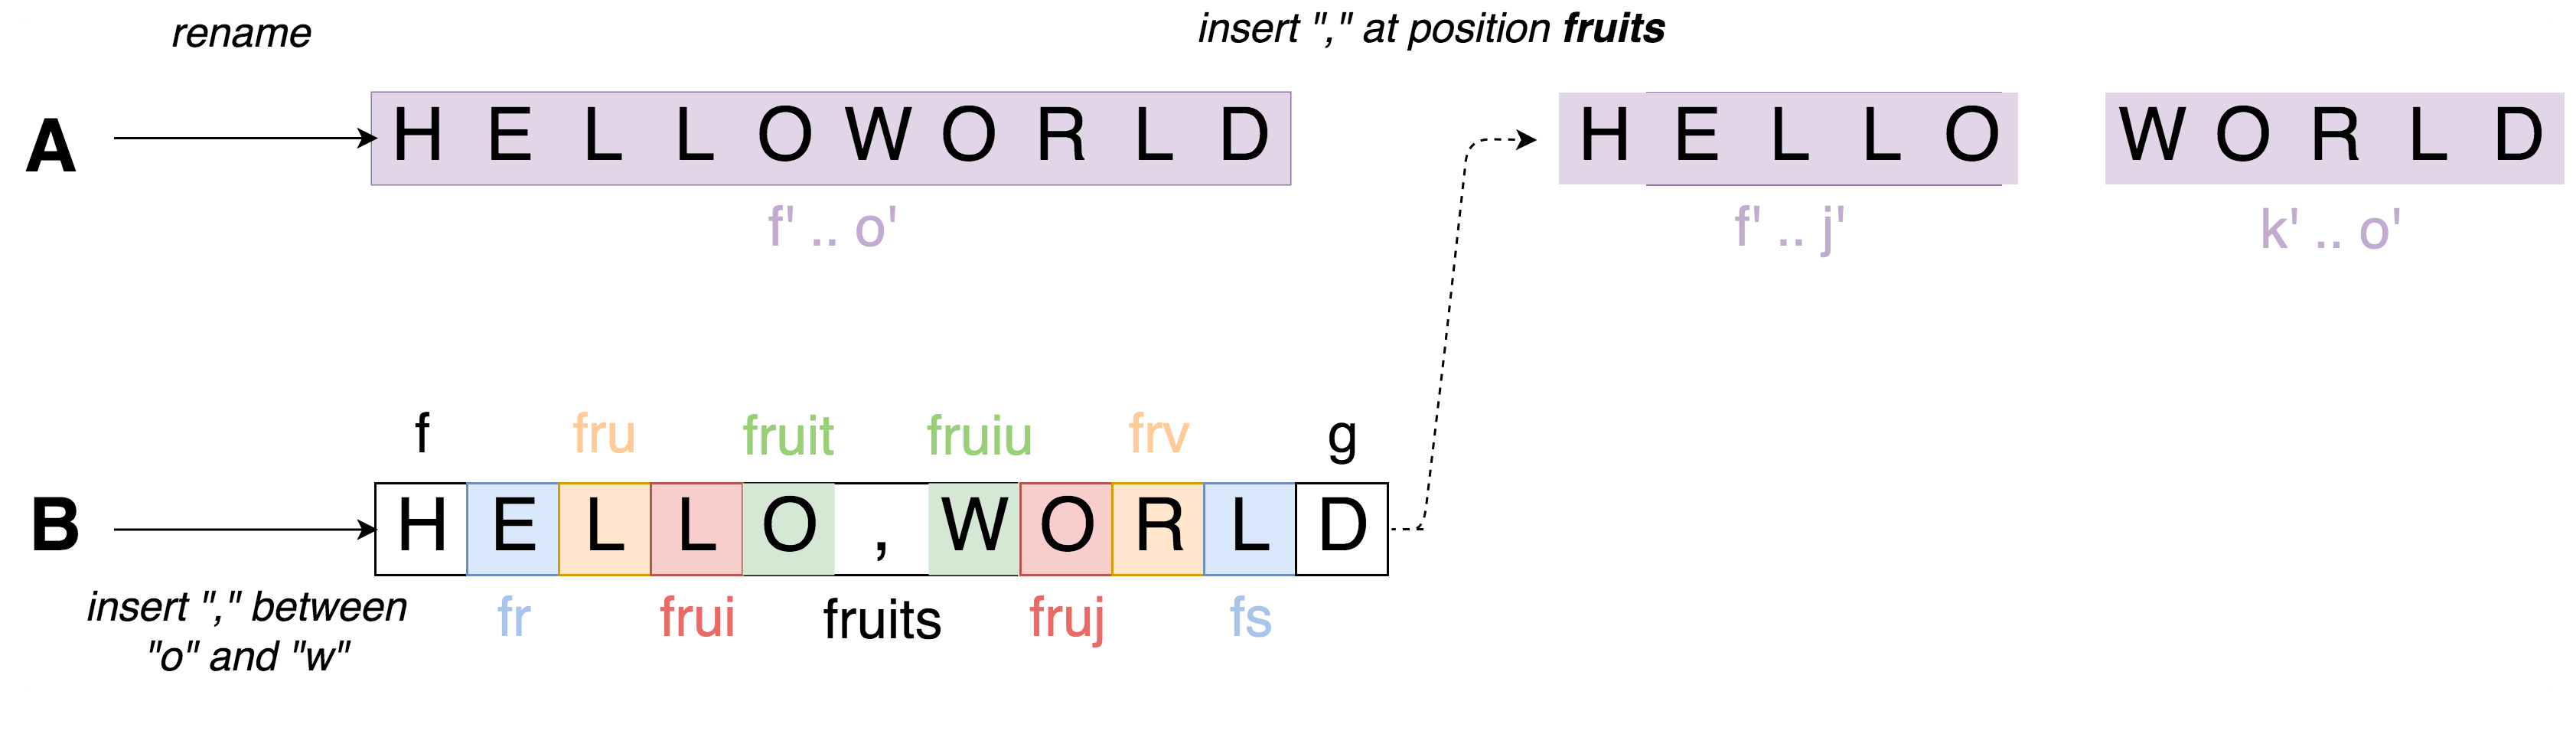 rename
insert "," at position fruits
A
H E L L O W O R L D
H E L L O
W O R L D
f' .. o'
f' .. j'
k' .. o'
f
fru
fruit
fruiu
frv
g
B
H E L L O , W O R L D
insert "," between
"o" and "w"
fr
frui
fruits
fruj
fs